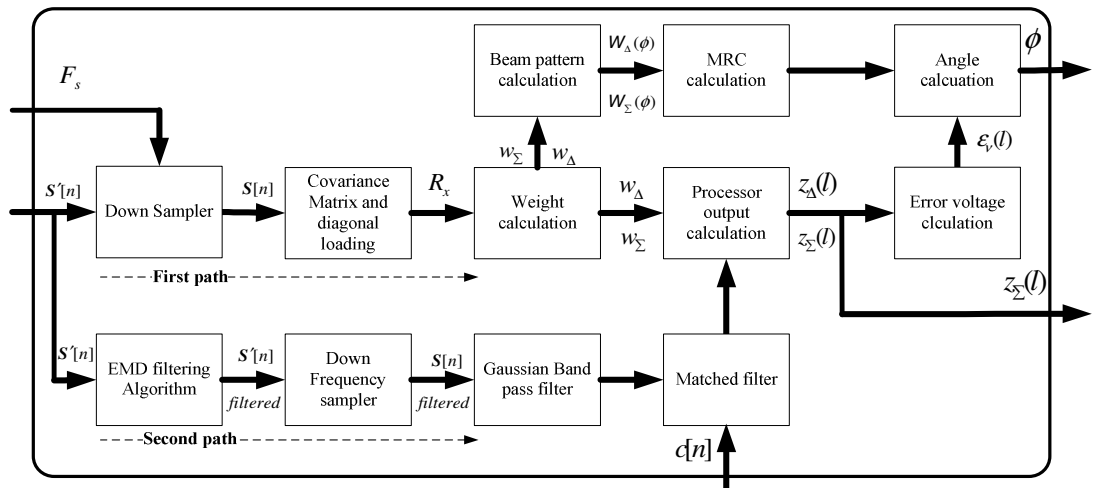 Beam pattern
calculation
W_Δ(ϕ)
W_Σ(ϕ)
MRC
calculation
Angle
calcuation
ϕ
F_s
w_Σ w_Δ
ε_v(l)
S'[n]
Down Sampler
S[n]
Covariance
Matrix and
diagonal
loading
R_x
Weight
calculation
w_Δ
w_Σ
Processor
output
calculation
z_Δ(l)
z_Σ(l)
Error voltage
clculation
First path
z_Σ(l)
S'[n]
EMD filtering
Algorithm
S'[n]
filtered
Down
Frequency
sampler
S[n]
filtered
Gaussian Band
pass filter
Matched filter
Second path
c[n]